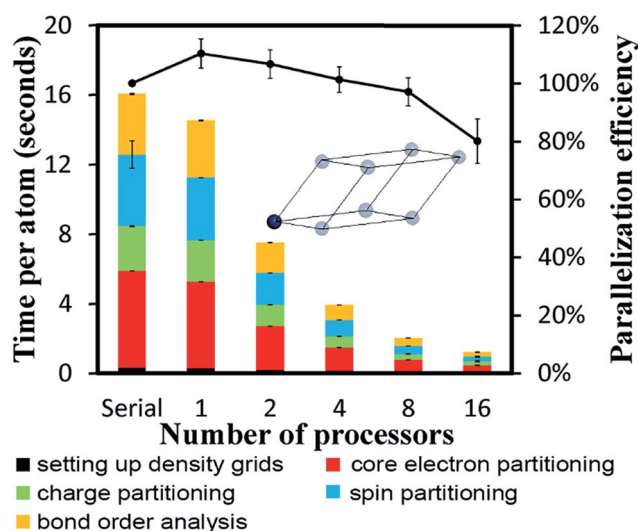 Time per atom (seconds)
20
16
12
8
4
0
120%
100%
80%
60%
40%
20%
0%
Parallelization efficiency
Serial 1 2 4 8 16
Number of processors
setting up density grids core electron partitioning
charge partitioning spin partitioning
bond order analysis